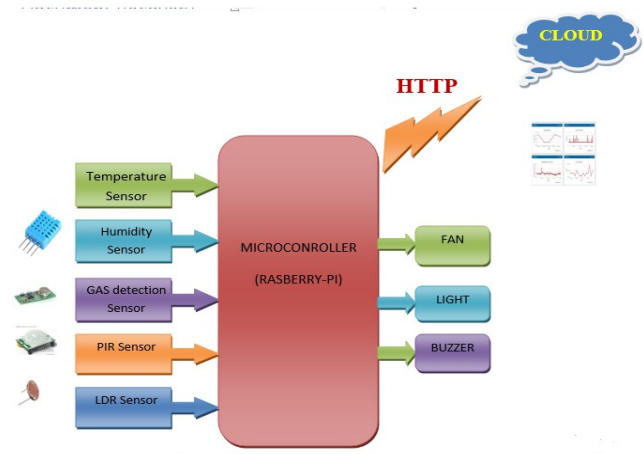 CLOUD
HTTP
Temperature
Sensor
Humidity
Sensor
GAS detection
Sensor
PIR Sensor
LDR Sensor
MICROCONROLLER
(RASBERRY-PI)
FAN
LIGHT
BUZZER